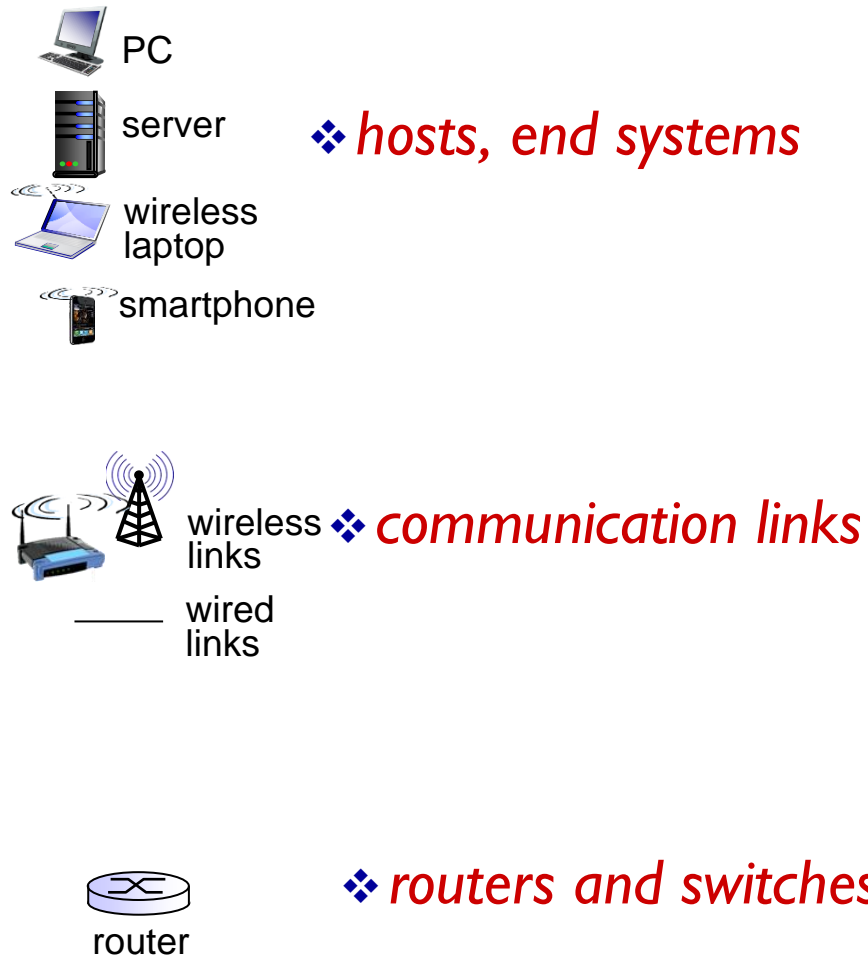 PC
server
❖ hosts, end systems
wireless
laptop
smartphone
wireless
links
❖ communication links
wired
links
❖ routers and switches
router